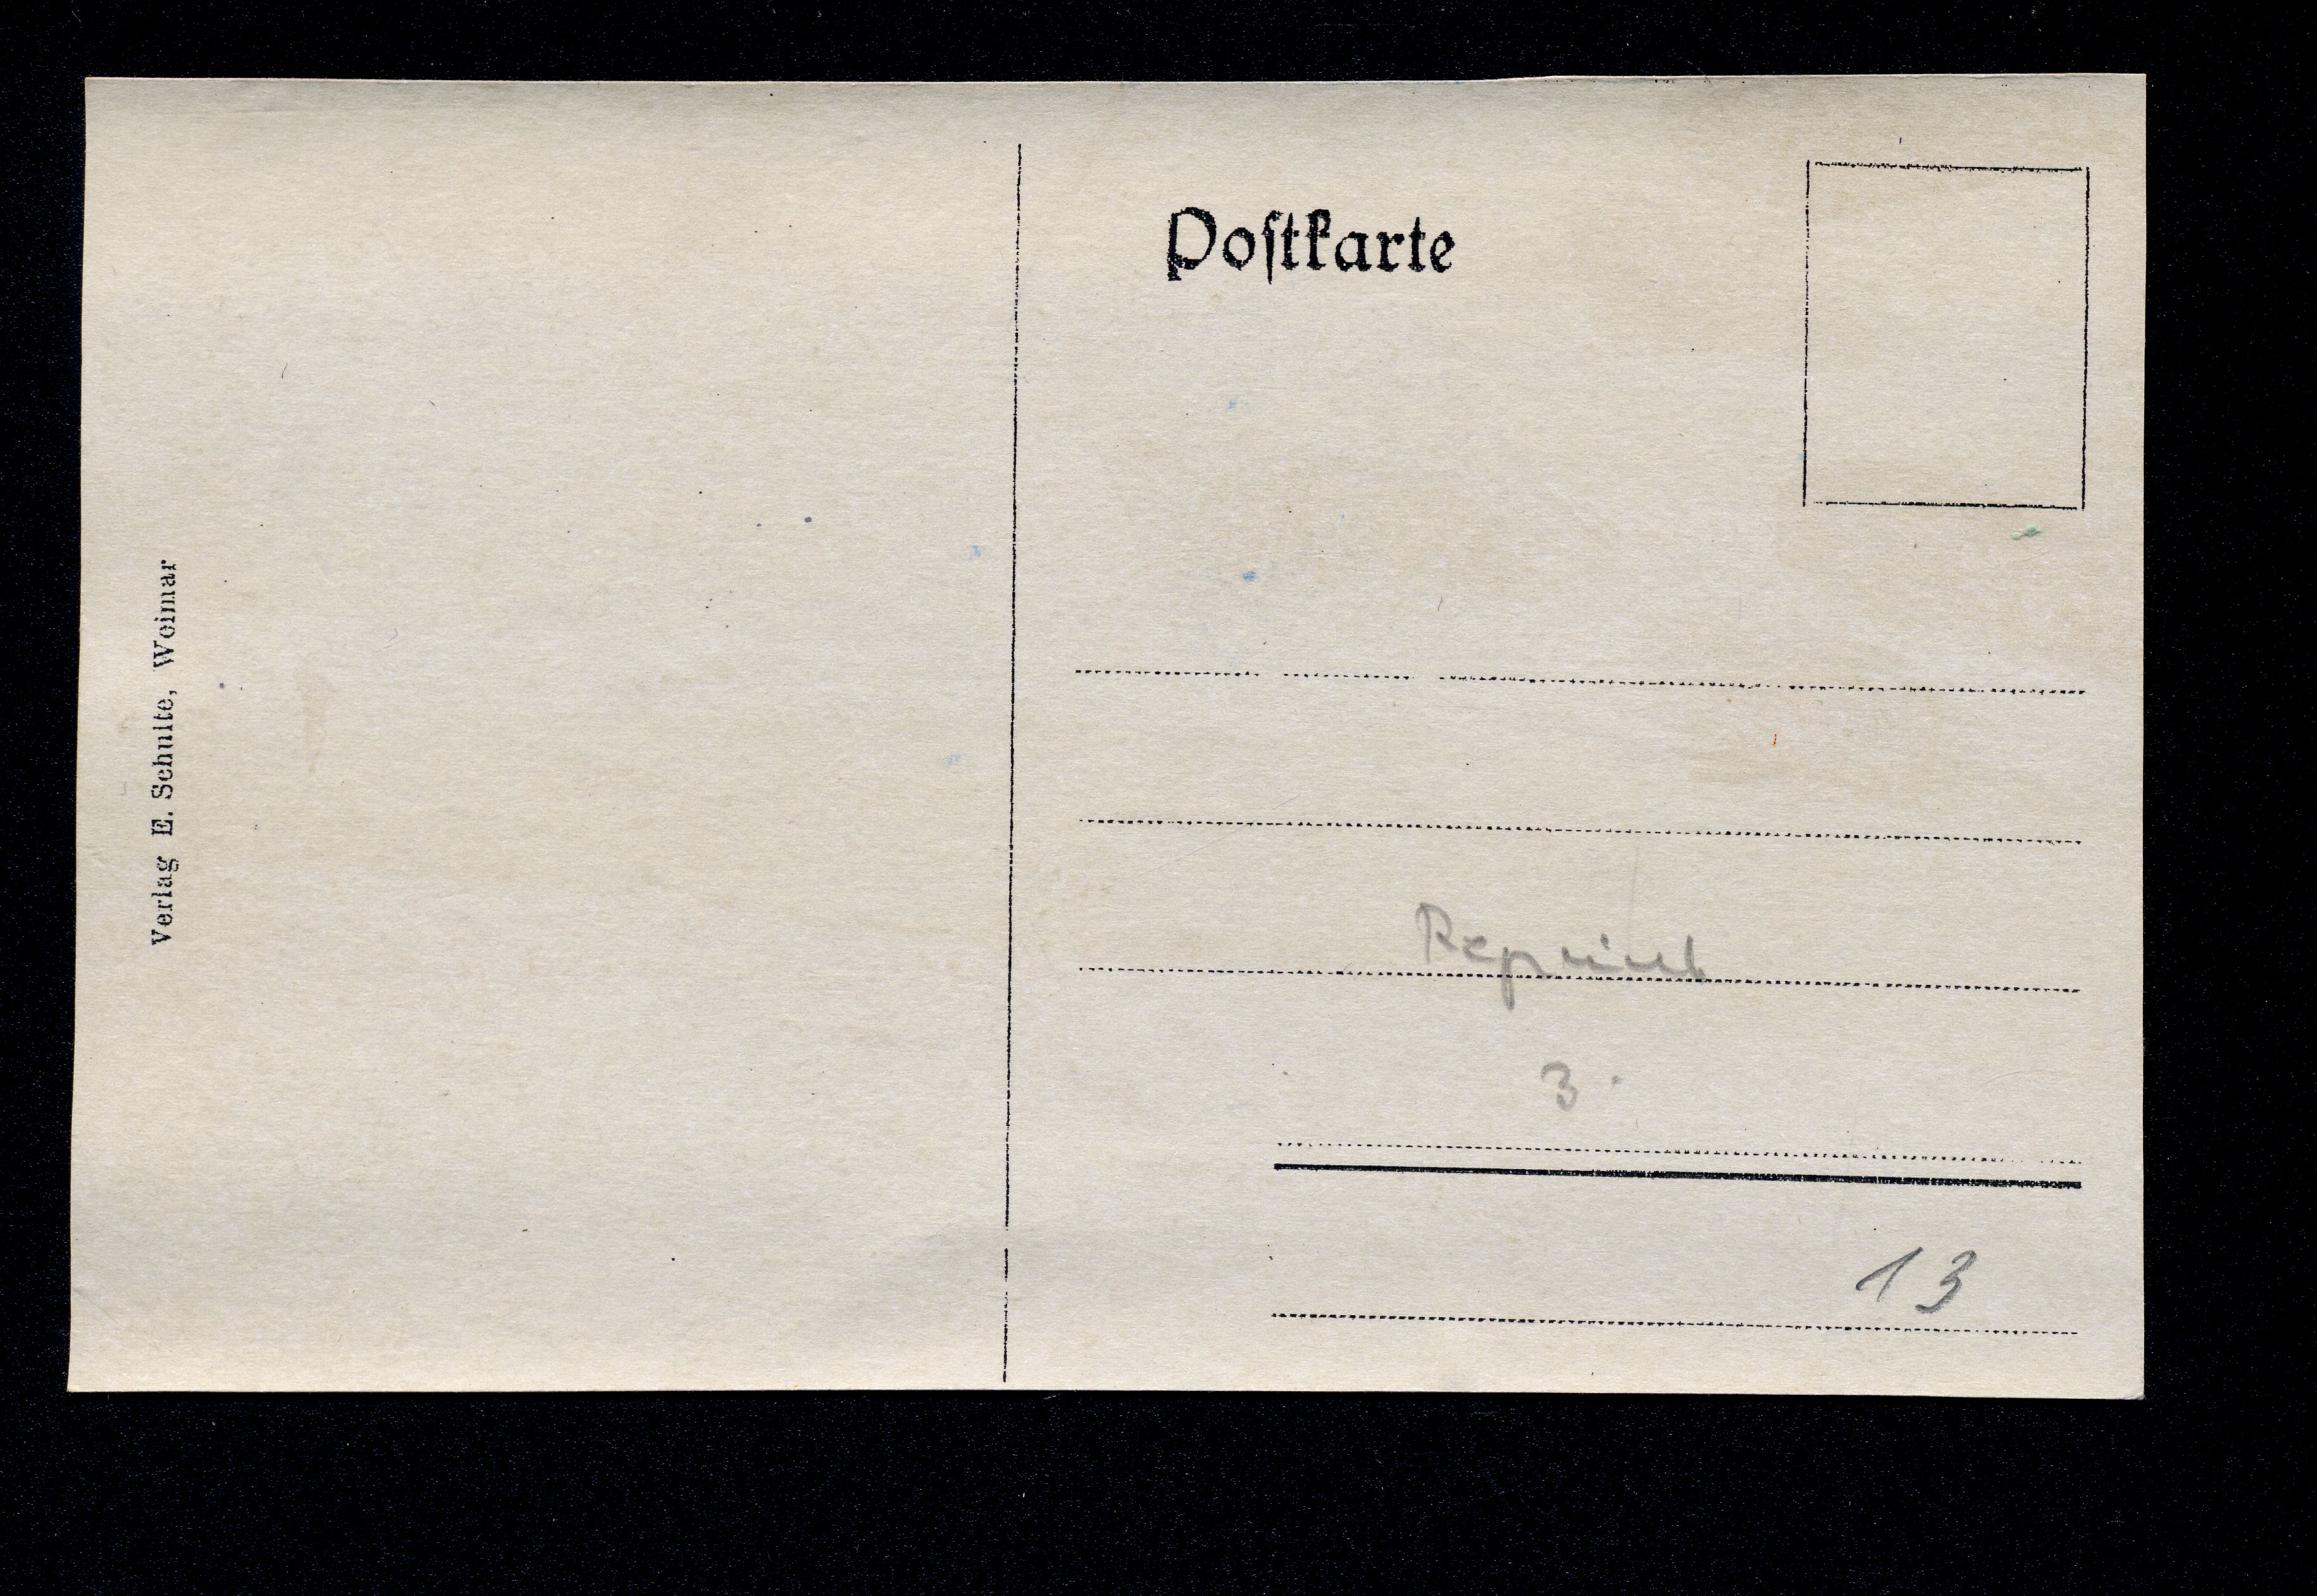 Postkarte
Verlag E. Schulte, Weimar
Reprint
3.
13